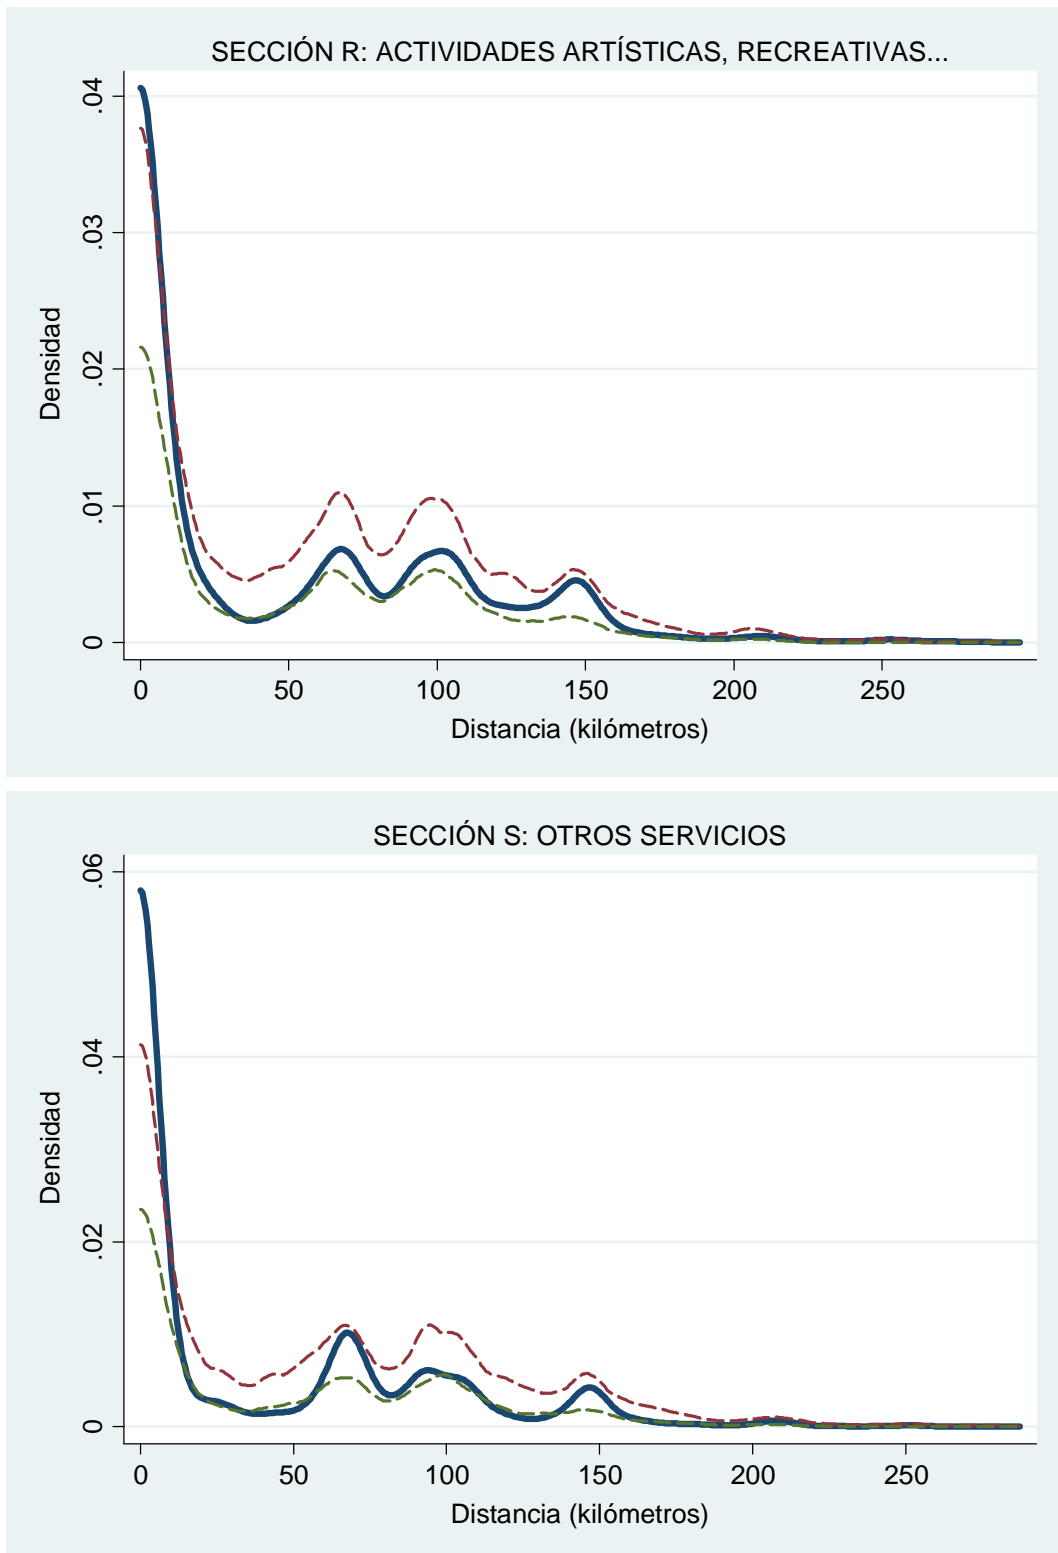 SECCIÓN R: ACTIVIDADES ARTÍSTICAS, RECREATIVAS...
.04
.03
.02
.01
0
Densidad
0 50 100 150 200 250
Distancia (kilómetros)
SECCIÓN S: OTROS SERVICIOS
.06
.04
.02
0
Densidad
0 50 100 150 200 250
Distancia (kilómetros)